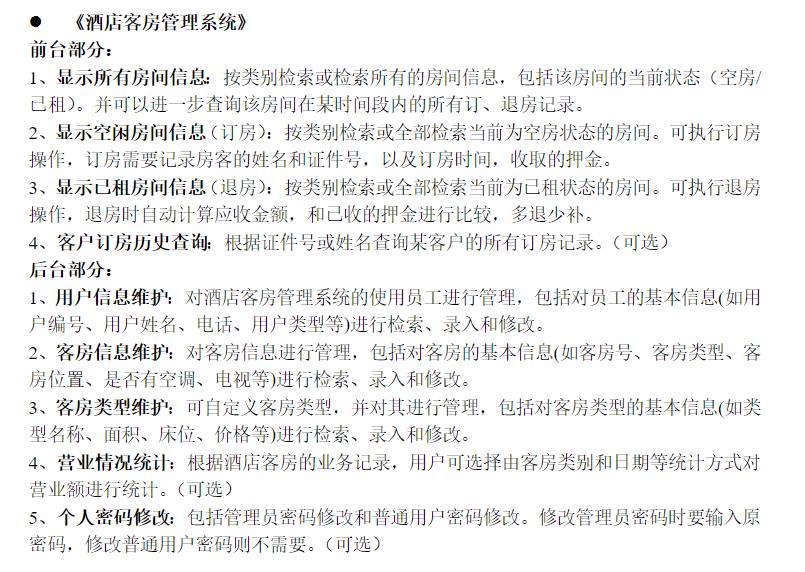 ● 《酒店客房管理系统》
前台部分：
1、显示所有房间信息：按类别检索或检索所有的房间信息，包括该房间的当前状态（空房/
已租）。并可以进一步查询该房间在某时间段内的所有订、退房记录。
2、显示空闲房间信息（订房）：按类别检索或全部检索当前为空房状态的房间。可执行订房
操作，订房需要记录房客的姓名和证件号，以及订房时间，收取的押金。
3、显示已租房间信息（退房）：按类别检索或全部检索当前为已租状态的房间。可执行退房
操作，退房时自动计算应收金额，和已收的押金进行比较，多退少补。
4、客户订房历史查询：根据证件号或姓名查询某客户的所有订房记录。（可选）
后台部分：
1、用户信息维护：对酒店客房管理系统的使用员工进行管理，包括对员工的基本信息(如用
户编号、用户姓名、电话、用户类型等)进行检索、录入和修改。
2、客房信息维护：对客房信息进行管理，包括对客房的基本信息(如客房号、客房类型、客
房位置、是否有空调、电视等)进行检索、录入和修改。
3、客房类型维护：可自定义客房类型，并对其进行管理，包括对客房类型的基本信息(如类
型名称、面积、床位、价格等)进行检索、录入和修改。
4、营业情况统计：根据酒店客房的业务记录，用户可选择由客房类别和日期等统计方式对
营业额进行统计。（可选）
5、个人密码修改：包括管理员密码修改和普通用户密码修改。修改管理员密码时要输入原
密码，修改普通用户密码则不需要。（可选）